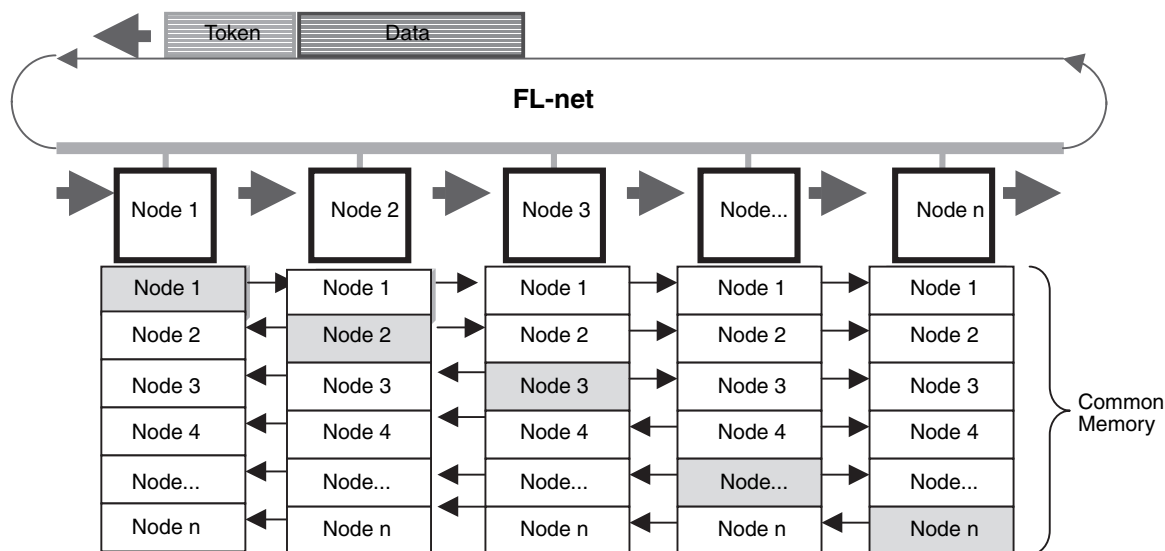 Token Data
FL-net
Node 1 Node 2 Node 3 Node... Node n
Node 1 Node 1 Node 1 Node 1 Node 1
Node 2 Node 2 Node 2 Node 2 Node 2
Node 3 Node 3 Node 3 Node 3 Node 3
Node 4 Node 4 Node 4 Node 4 Node 4
Node... Node... Node... Node... Node...
Node n Node n Node n Node n Node n
Common
Memory